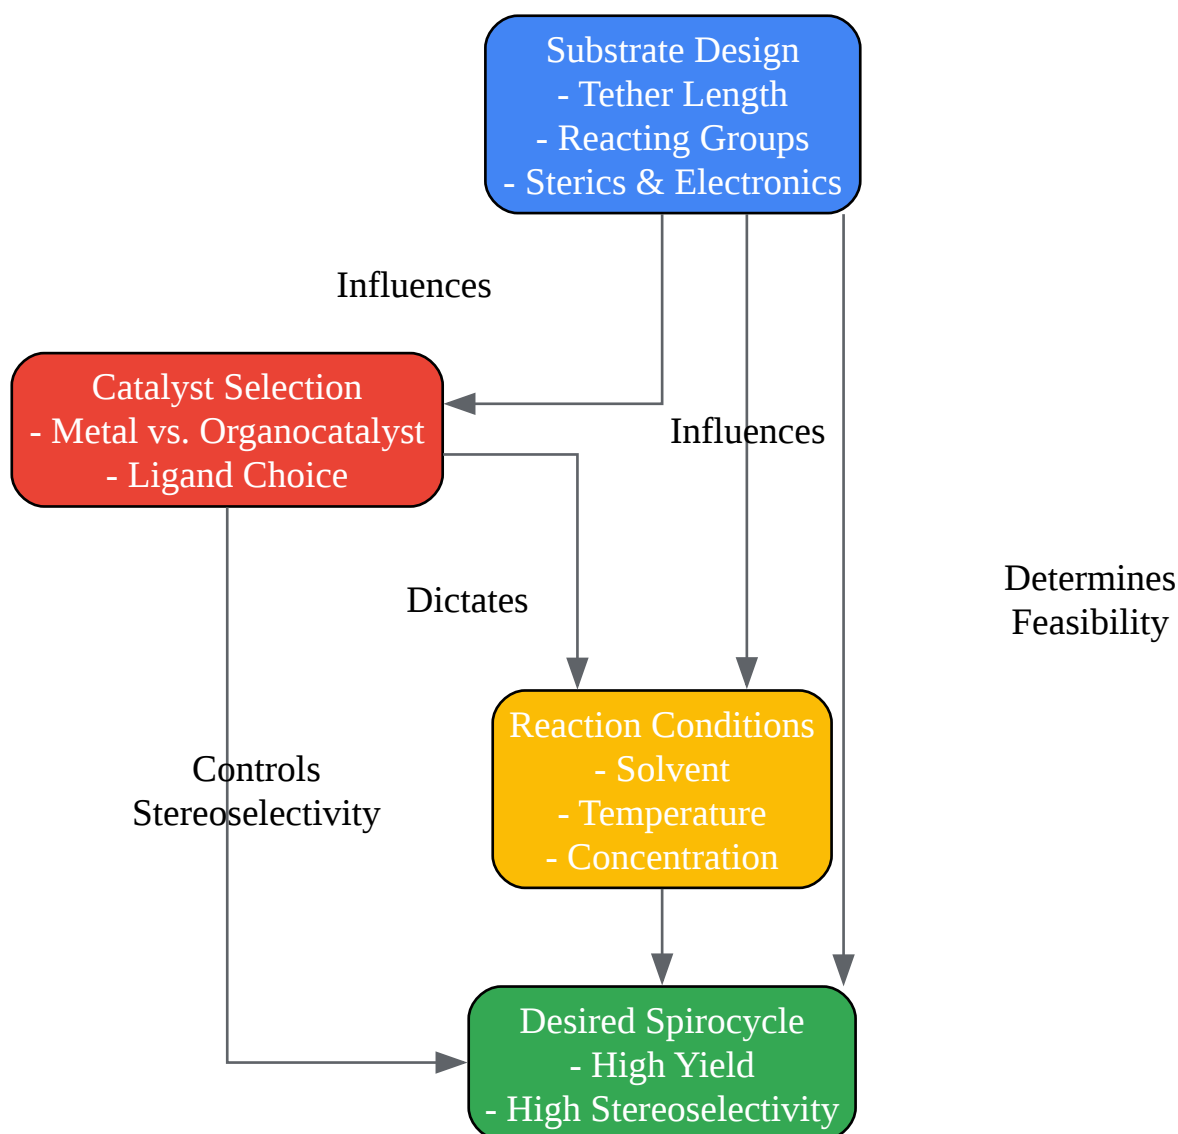 Substrate Design
- Tether Length
- Reacting Groups
- Sterics & Electronics
Influences
Catalyst Selection
- Metal vs. Organocatalyst
- Ligand Choice
Influences
Dictates
Determines
Feasibility
Reaction Conditions
- Solvent
- Temperature
- Concentration
Controls
Stereoselectivity
Desired Spirocycle
- High Yield
- High Stereoselectivity